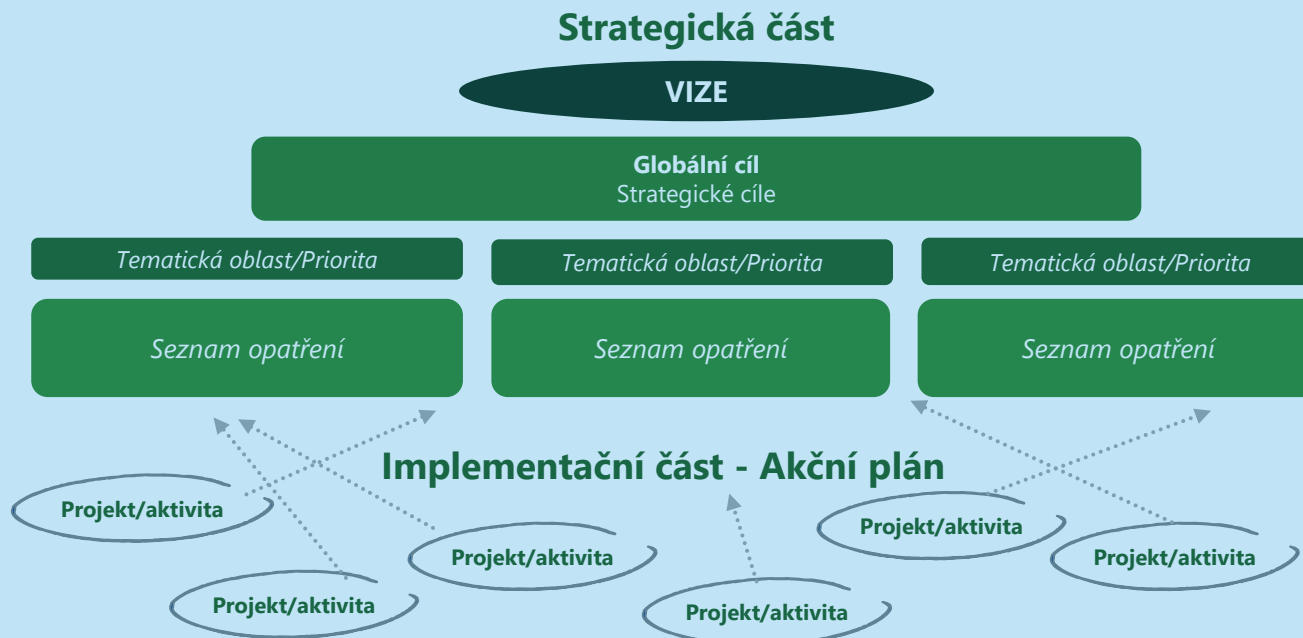 Strategická část
VIZE
Globální cíl
Strategické cíle
Tematická oblast/Priorita
Tematická oblast/Priorita
Tematická oblast/Priorita
Seznam opatření
Seznam opatření
Seznam opatření
Implementační část - Akční plán
Projekt/aktivita
Projekt/aktivita
Projekt/aktivita
Projekt/aktivita
Projekt/aktivita
Projekt/aktivita